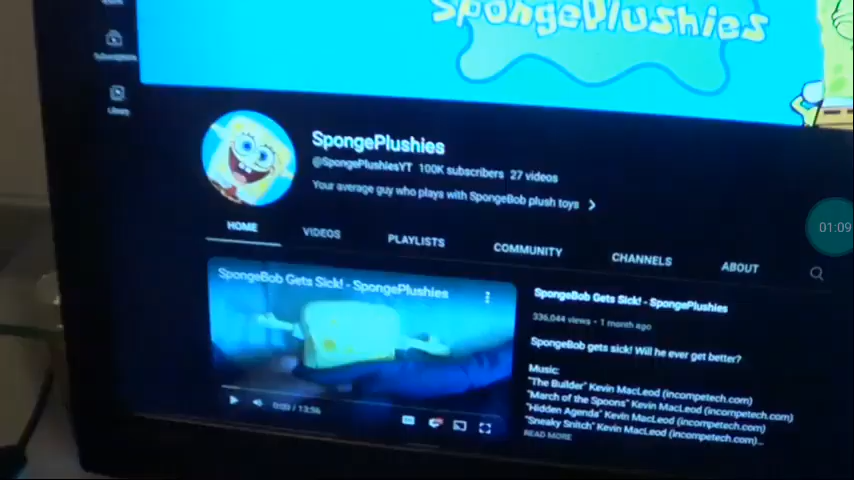 SpongePlushies
Subscriptions
Library
SpongePlushies
@SpongePlushiesYT 100K subscribers 27 videos
Your average guy who plays with SpongeBob plush toys
HOME VIDEOS PLAYLISTS COMMUNITY CHANNELS ABOUT
01:09
SpongeBob Gets Sick! - SpongePlushies
0:00 / 13:56
SpongeBob Gets Sick! - SpongePlushies
336,044 views • 1 month ago
SpongeBob gets sick! Will he ever get better?
Music:
"The Builder" Kevin MacLeod (incompetech.com)
"March of the Spoons" Kevin MacLeod (incompetech.com)
"Hidden Agenda" Kevin MacLeod (incompetech.com)
"Sneaky Snitch" Kevin MacLeod (incompetech.com)...
READ MORE